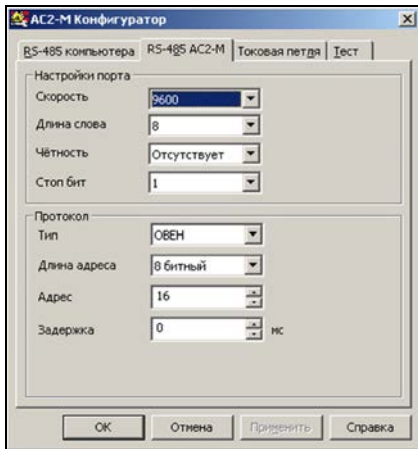 АС2-М Конфигуратор
RS-485 компьютера RS-485 АС2-М Токовая петля Тест
Настройки порта
Скорость 9600
Длина слова 8
Чётность Отсутствует
Стоп бит 1
Протокол
Тип ОВЕН
Длина адреса 8 битный
Адрес 16
Задержка 0 мс
ОК Отмена Применить Справка